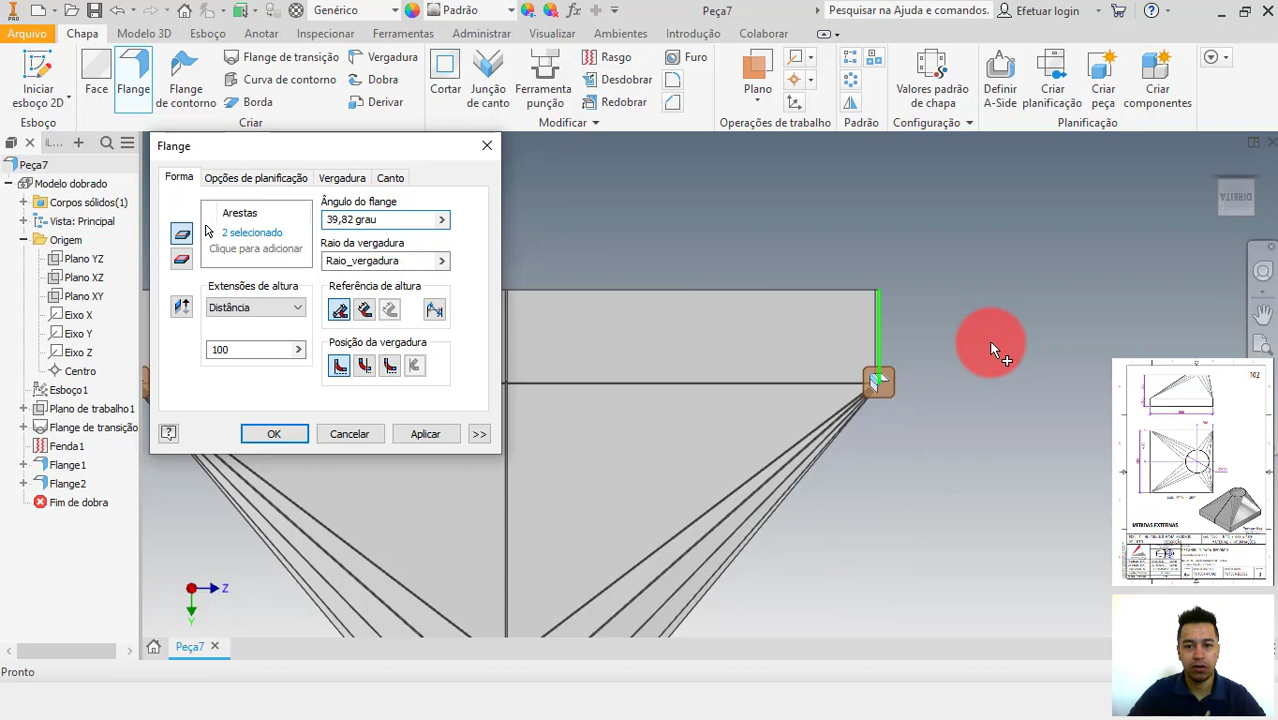 PRO
Genérico
Padrão
Peça7
Pesquisar na Ajuda e comandos.
Efetuar login
Arquivo
Chapa
Modelo 3D
Esboço
Anotar
Inspecionar
Ferramentas
Administrar
Visualizar
Ambientes
Introdução
Colaborar
Iniciar
esboço 2D
Face
Flange
Flange
de contorno
Flange de transição
Curva de contorno
Borda
Vergadura
Dobra
Derivar
Cortar
Junção
de canto
Ferramenta
punção
Rasgo
Desdobrar
Redobrar
Furo
Plano
Valores padrão
de chapa
Definir
A-Side
Criar
planificação
Criar
peça
Criar
componentes
Esboço
Criar
Modificar
Operações de trabalho
Padrão
Configuração
Planificação
Peça7
Modelo dobrado
Corpos sólidos(1)
Vista: Principal
Origem
Plano YZ
Plano XZ
Plano XY
Eixo X
Eixo Y
Eixo Z
Centro
Esboço1
Plano de trabalho1
Flange de transição
Fenda1
Flange1
Flange2
Fim de dobra
Flange
Forma
Opções de planificação
Vergadura
Canto
Arestas
2 selecionado
Clique para adicionar
Ângulo do flange
39,82 grau
Raio da vergadura
Raio_vergadura
Extensões de altura
Distância
100
Referência de altura
Posição da vergadura
OK
Cancelar
Aplicar
>>
DIREITA
102
MEDIDAS EXTERNAS
Z
Y
Peça7
Pronto